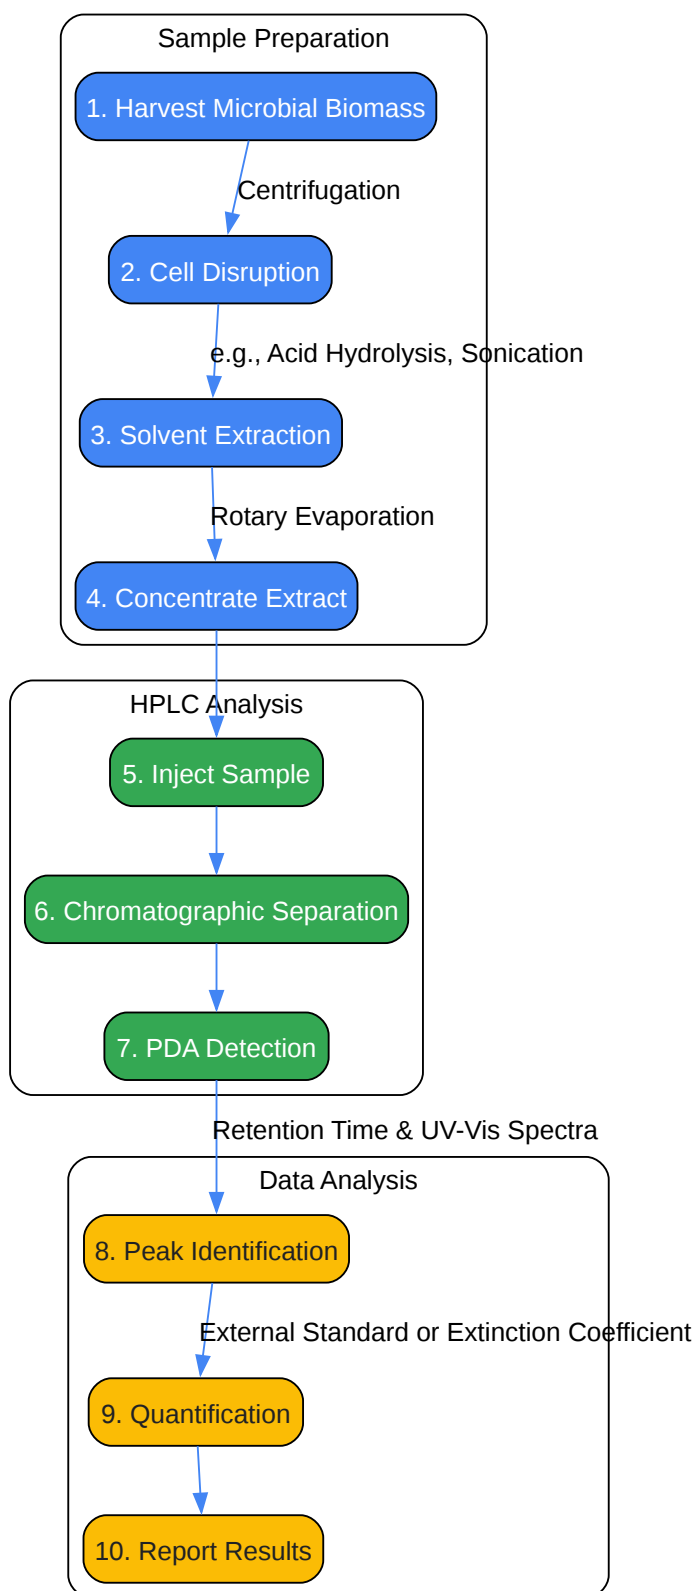 Sample Preparation
1. Harvest Microbial Biomass
Centrifugation
2. Cell Disruption
e.g., Acid Hydrolysis, Sonication
3. Solvent Extraction
Rotary Evaporation
4. Concentrate Extract
HPLC Analysis
5. Inject Sample
6. Chromatographic Separation
7. PDA Detection
Retention Time & UV-Vis Spectra
Data Analysis
8. Peak Identification
External Standard or Extinction Coefficient
9. Quantification
10. Report Results